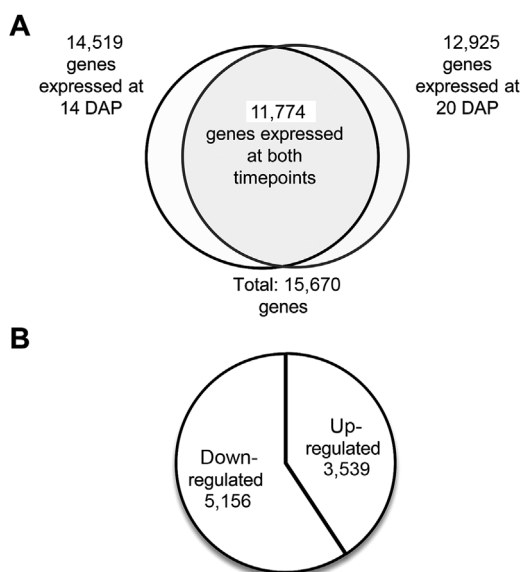 A
14,519
genes
expressed at
14 DAP
12,925
genes
expressed at
20 DAP
11,774
genes expressed
at both
timepoints
Total: 15,670
genes
B
Down-
regulated
5,156
Up-
regulated
3,539